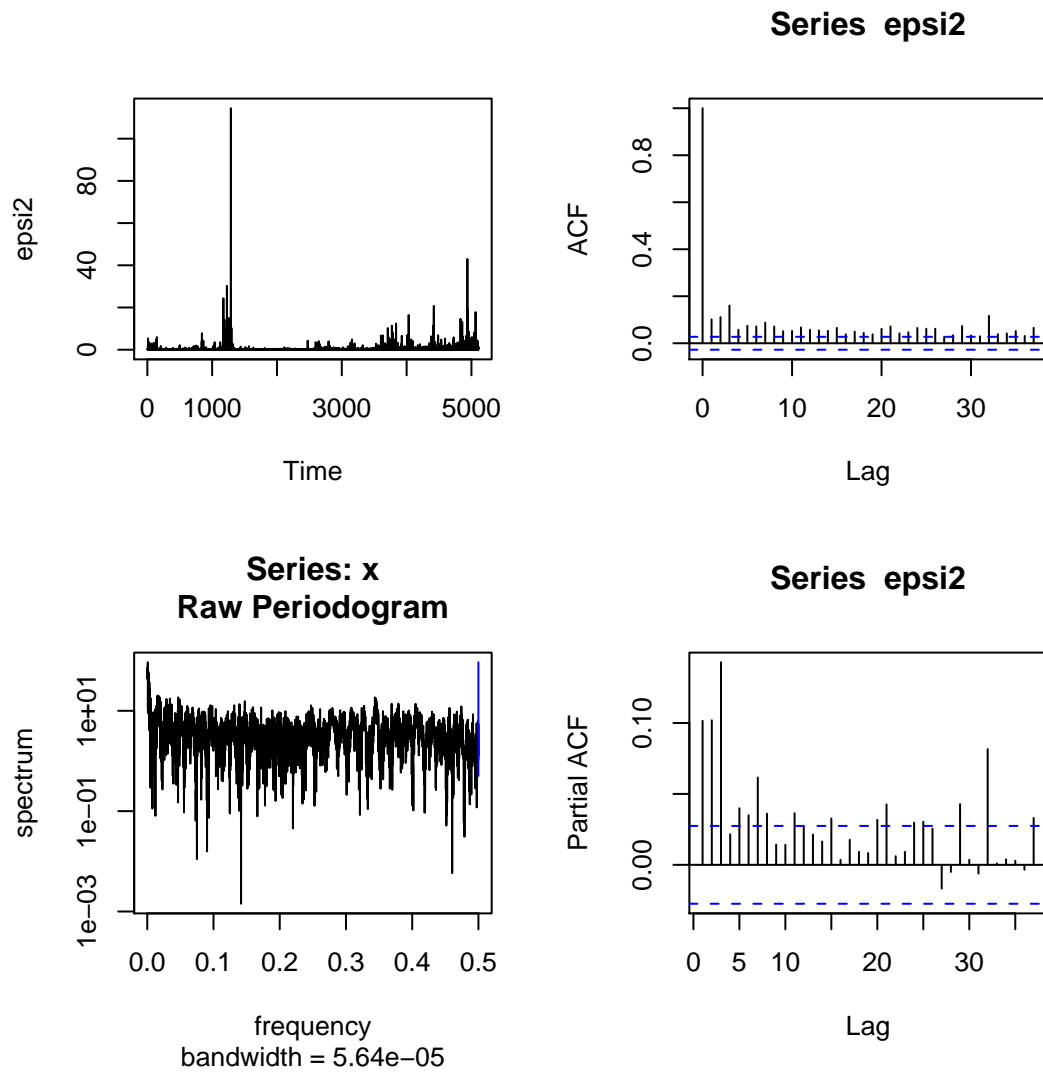 epsi2
0 40 80
0 1000 3000 5000
Time
Series epsi2
ACF
0.0 0.4 0.8
0 10 20 30
Lag
Series: x
Raw Periodogram
spectrum
1e−03 1e−01 1e+01
0.0 0.1 0.2 0.3 0.4 0.5
frequency
bandwidth = 5.64e−05
Series epsi2
Partial ACF
0.00 0.10
0 5 10 20 30
Lag